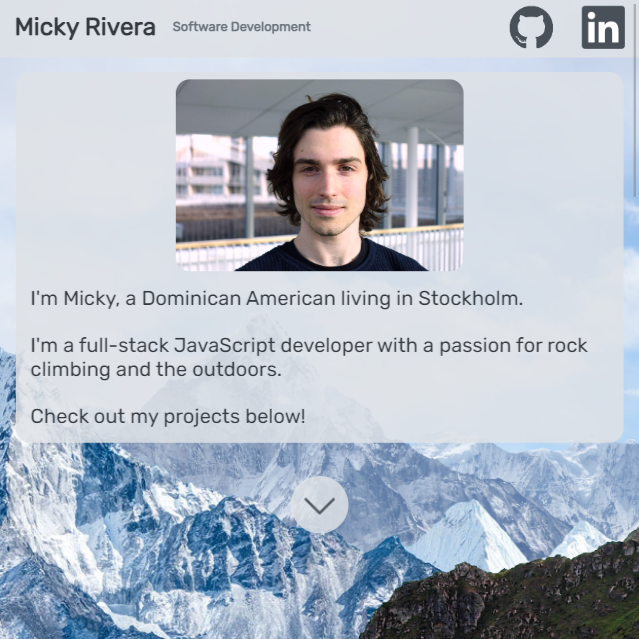 Micky Rivera Software Development
in
I'm Micky, a Dominican American living in Stockholm.
I'm a full-stack JavaScript developer with a passion for rock
climbing and the outdoors.
Check out my projects below!